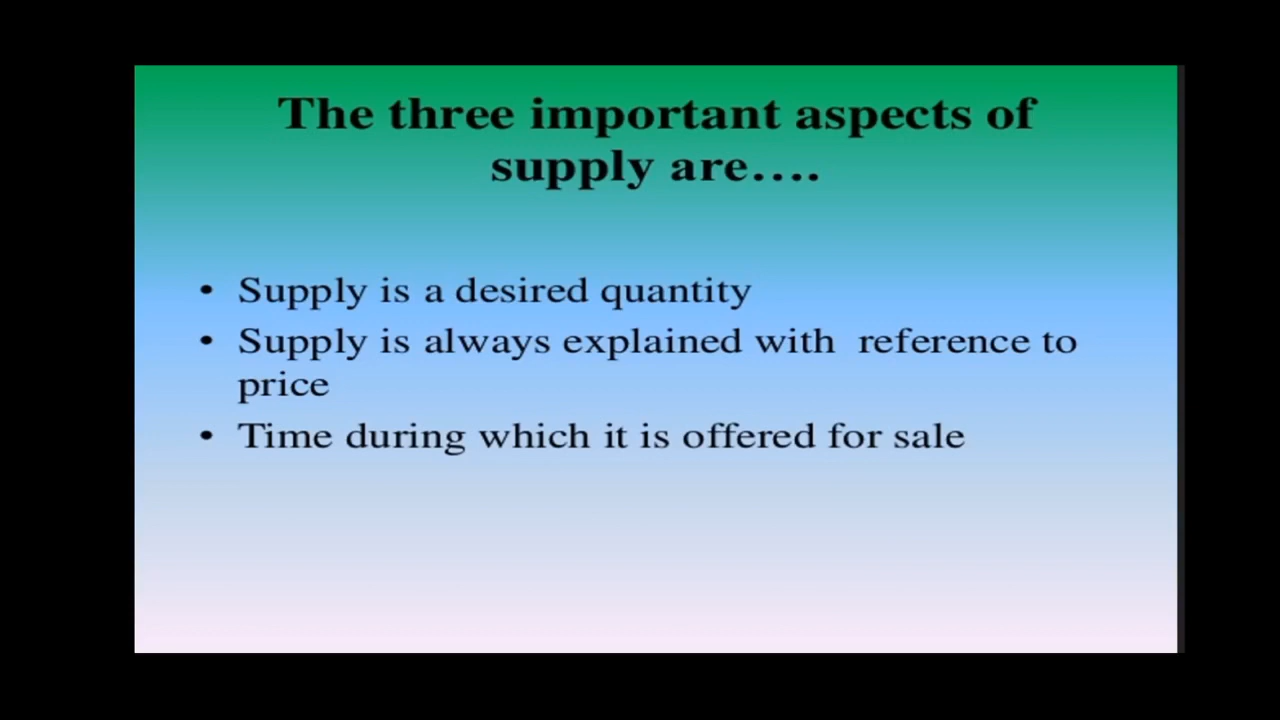 The three important aspects of
supply are….
• Supply is a desired quantity
• Supply is always explained with reference to
price
• Time during which it is offered for sale